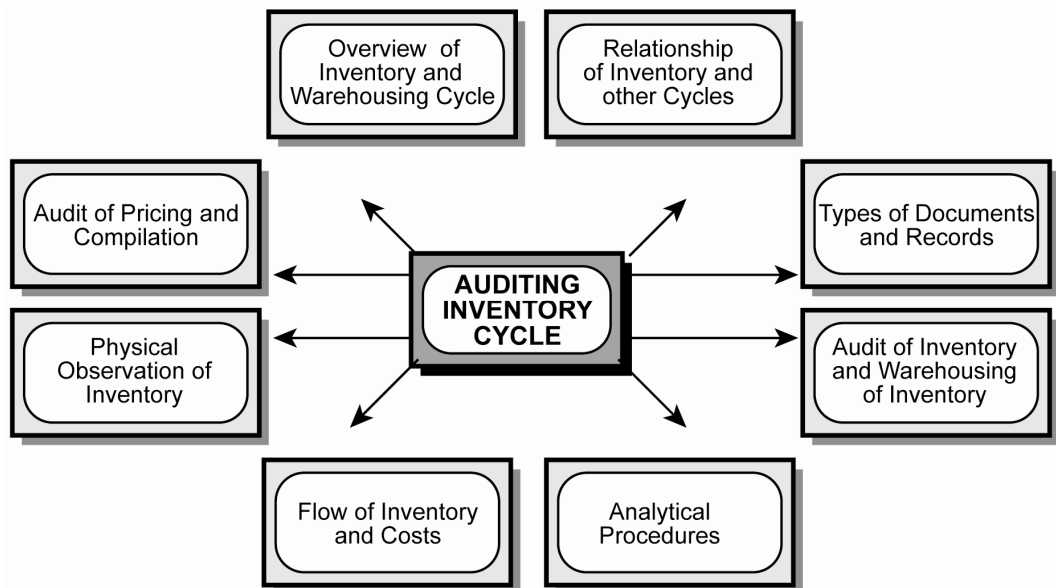 Overview of
Inventory and
Warehousing Cycle
Relationship
of Inventory and
other Cycles
Audit of Pricing and
Compilation
Types of Documents
and Records
AUDITING
INVENTORY
CYCLE
Physical
Observation of
Inventory
Audit of Inventory
and Warehousing
of Inventory
Flow of Inventory
and Costs
Analytical
Procedures